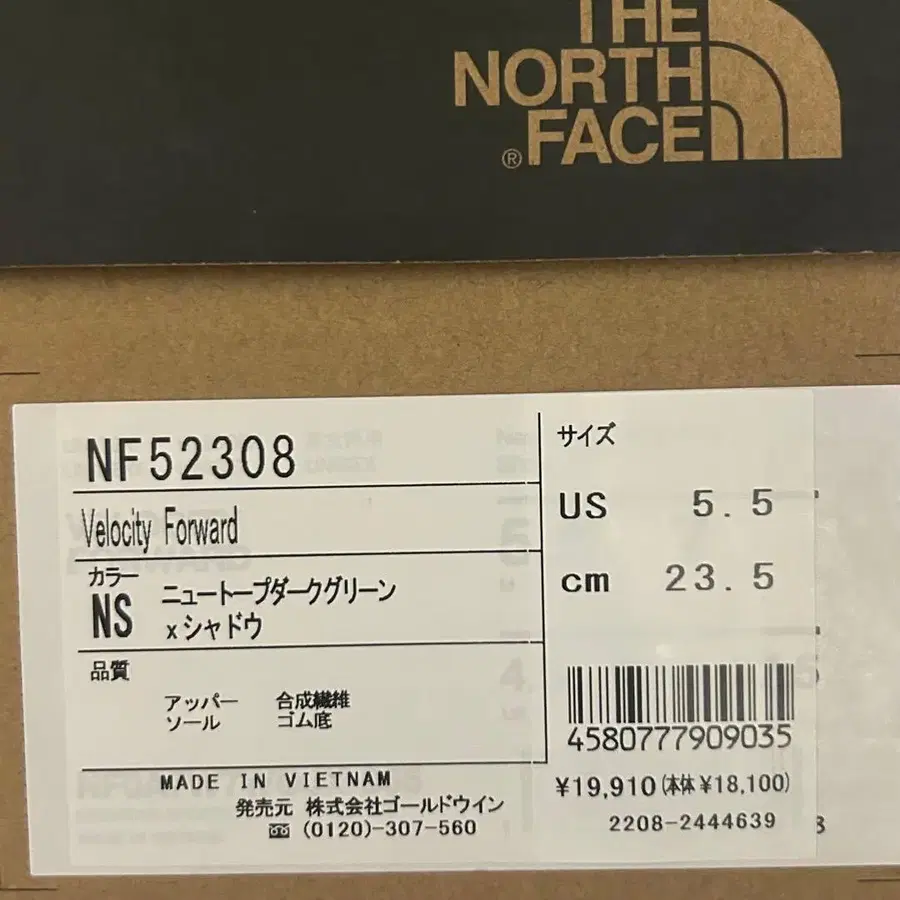 THE
NORTH
FACE
®
NF52308
Velocity Forward
カラー
NS ニュートープダークグリーン
xシャドウ
品質
アッパー 合成繊維
ソール ゴム底
MADE IN VIETNAM
発売元 株式会社ゴールドウイン
(0120)-307-560
サイズ
US 5.5
cm 23.5
4580777909035
¥19,910(本体¥18,100)
2208-2444639